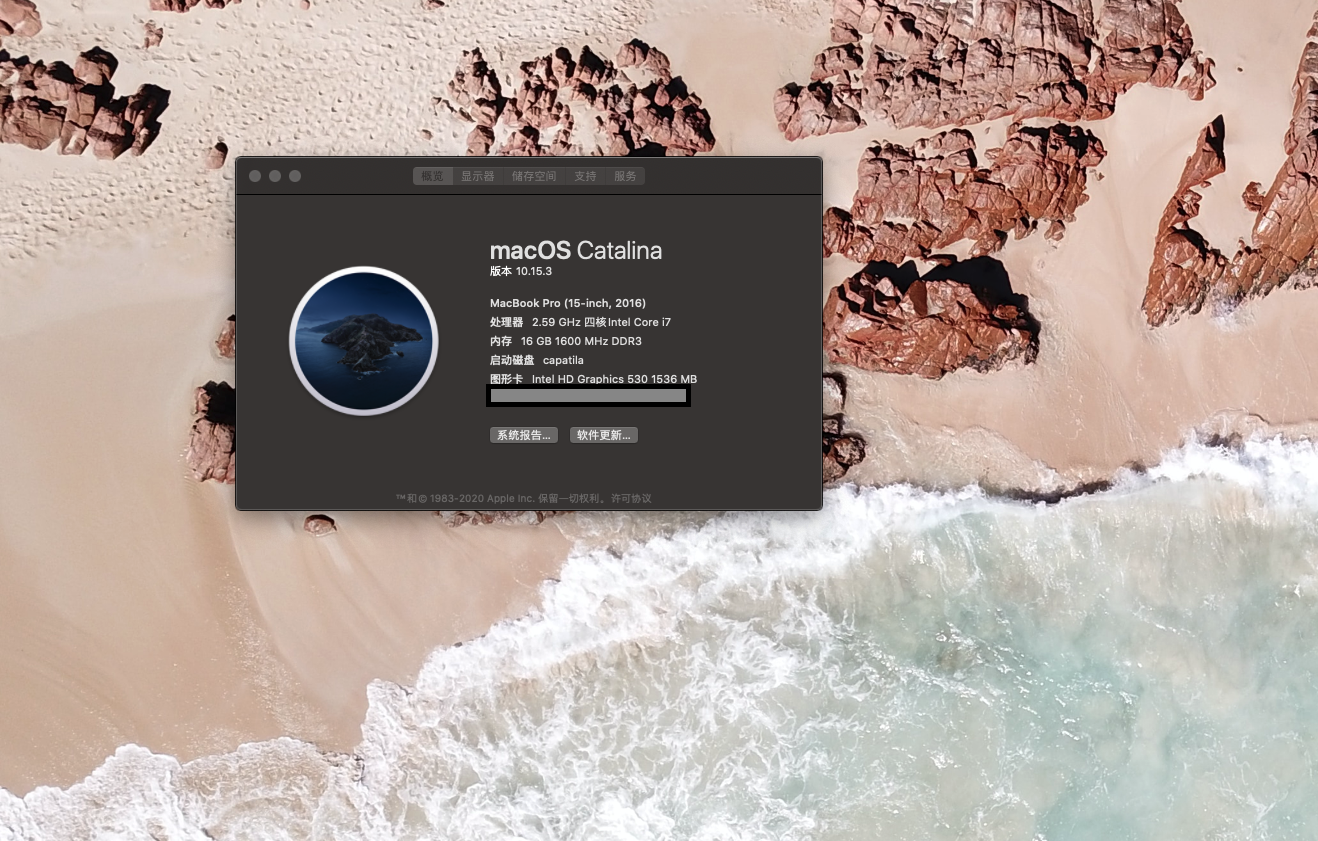 概览 显示器 储存空间 支持 服务
macOS Catalina
版本 10.15.3
MacBook Pro (15-inch, 2016)
处理器 2.59 GHz 四核Intel Core i7
内存 16 GB 1600 MHz DDR3
启动磁盘 capatila
图形卡 Intel HD Graphics 530 1536 MB
系统报告... 软件更新...
™和© 1983-2020 Apple Inc. 保留一切权利。许可协议